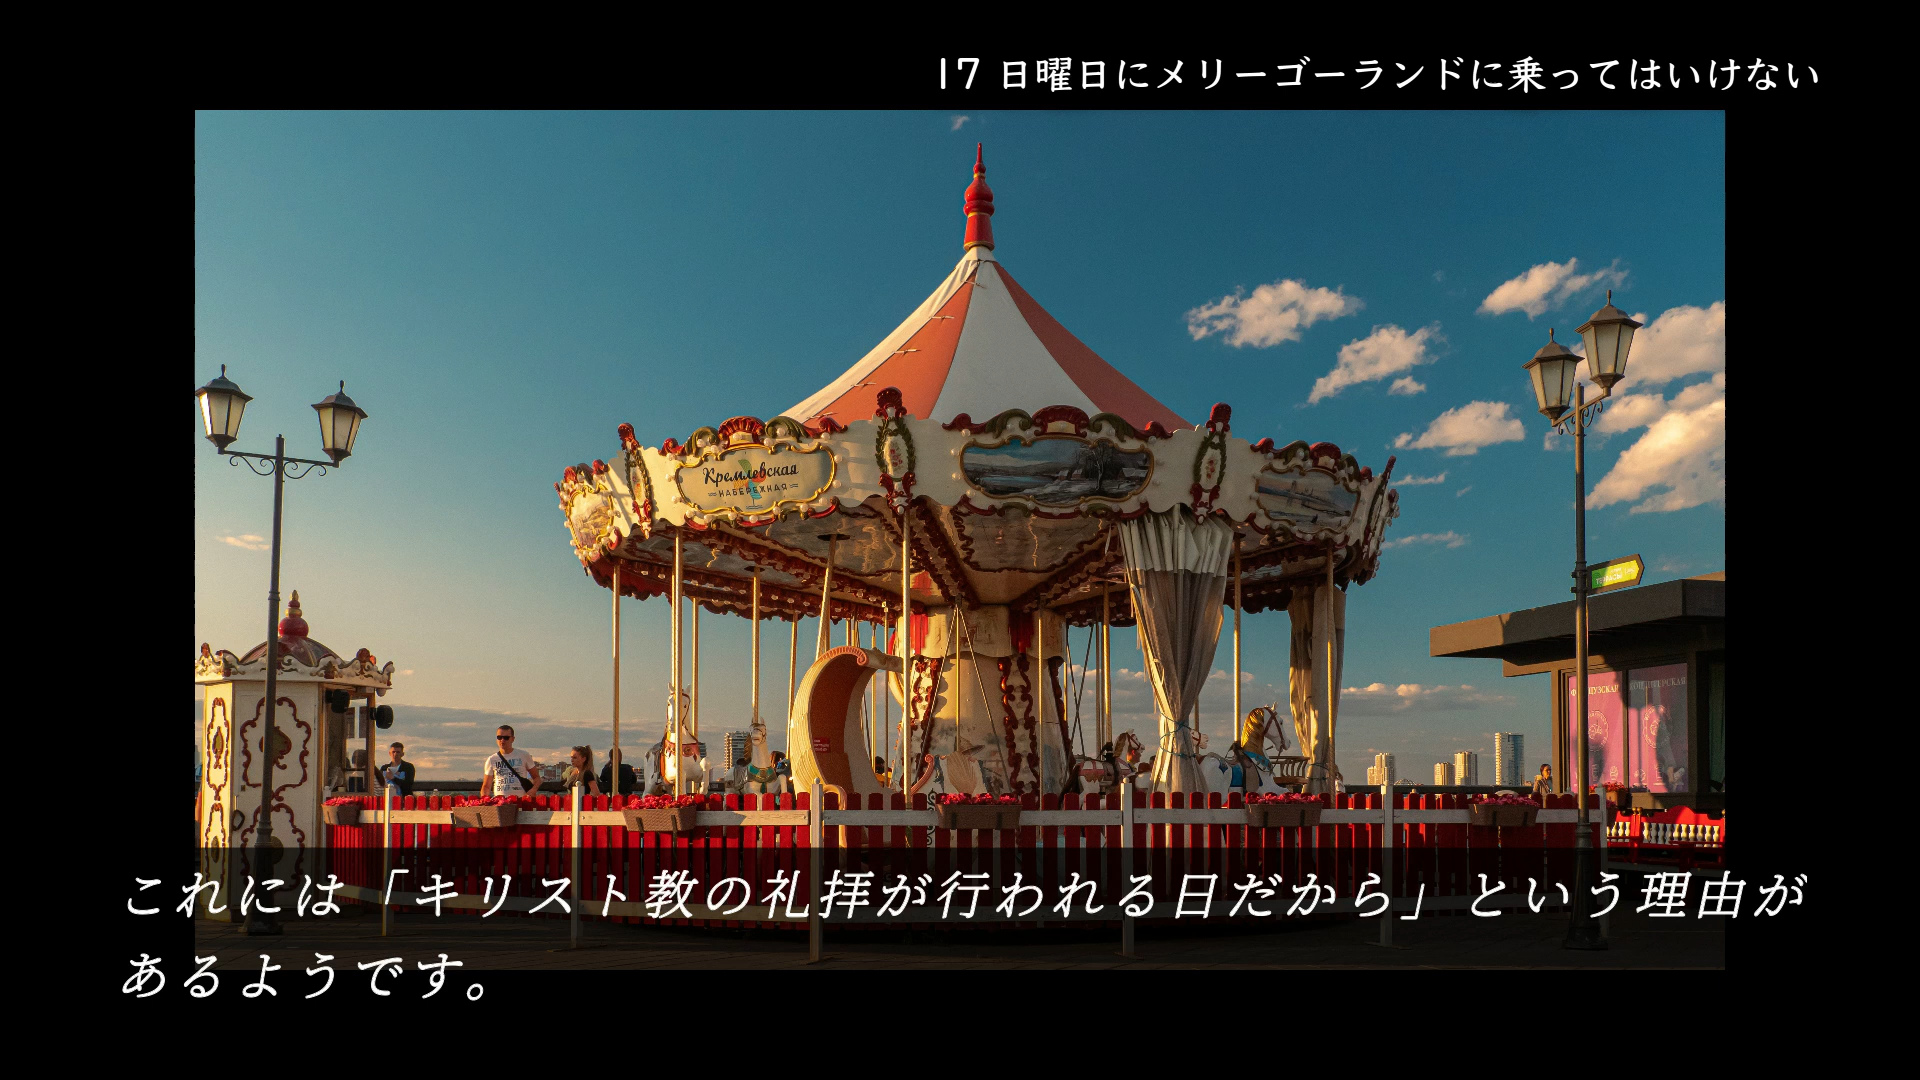 17 日曜日にメリーゴーランドに乗ってはいけない
Кремлевская
НАБЕРЕЖНАЯ
これには「キリスト教の礼拝が行われる日だから」という理由が
あるようです。